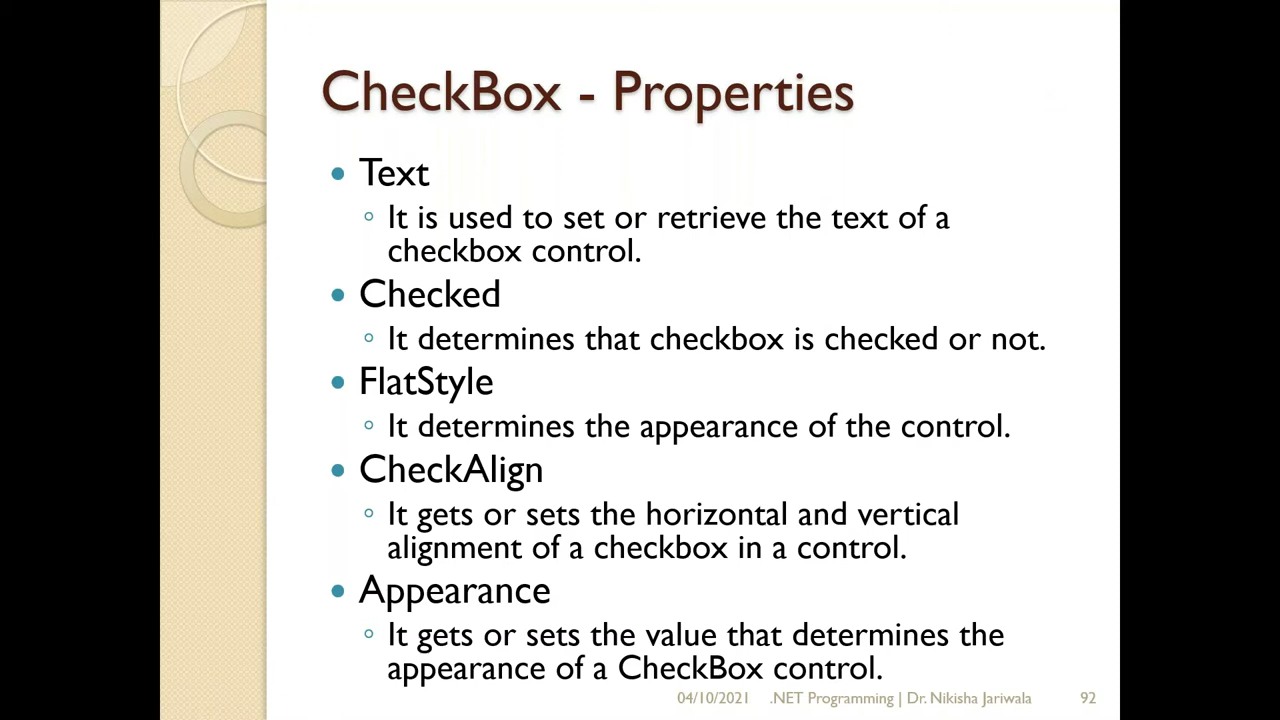 CheckBox - Properties
• Text
◦ It is used to set or retrieve the text of a
checkbox control.
• Checked
◦ It determines that checkbox is checked or not.
• FlatStyle
◦ It determines the appearance of the control.
• CheckAlign
◦ It gets or sets the horizontal and vertical
alignment of a checkbox in a control.
• Appearance
◦ It gets or sets the value that determines the
appearance of a CheckBox control.
04/10/2021 .NET Programming | Dr. Nikisha Jariwala 92